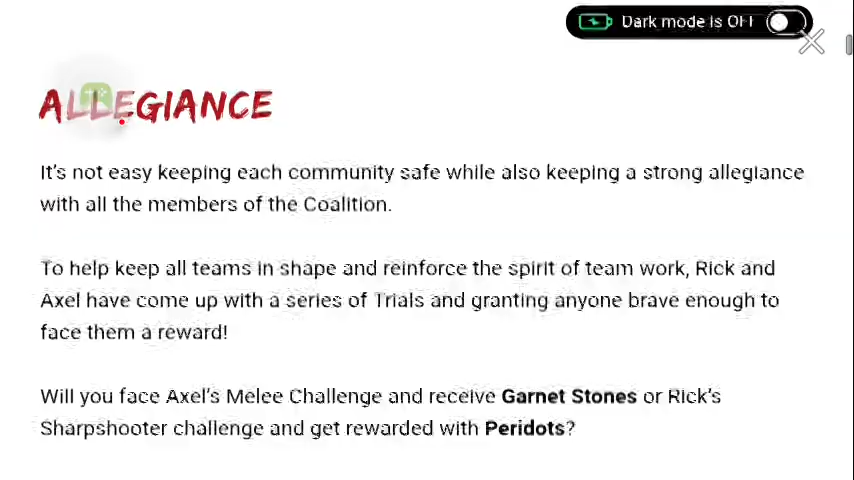 Dark mode is OFF
ALLEGIANCE
It's not easy keeping each community safe while also keeping a strong allegiance
with all the members of the Coalition.
To help keep all teams in shape and reinforce the spirit of team work, Rick and
Axel have come up with a series of Trials and granting anyone brave enough to
face them a reward!
Will you face Axel's Melee Challenge and receive Garnet Stones or Rick's
Sharpshooter challenge and get rewarded with Peridots?